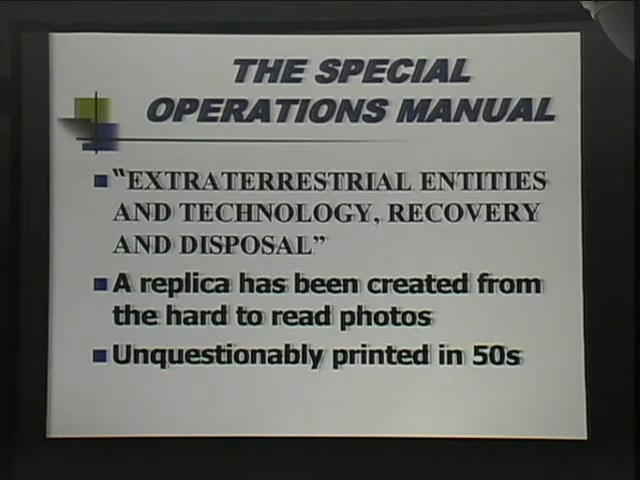 THE SPECIAL
OPERATIONS MANUAL
"EXTRATERRESTRIAL ENTITIES
AND TECHNOLOGY, RECOVERY
AND DISPOSAL”
A replica has been created from
the hard to read photos
Unquestionably printed in 50s